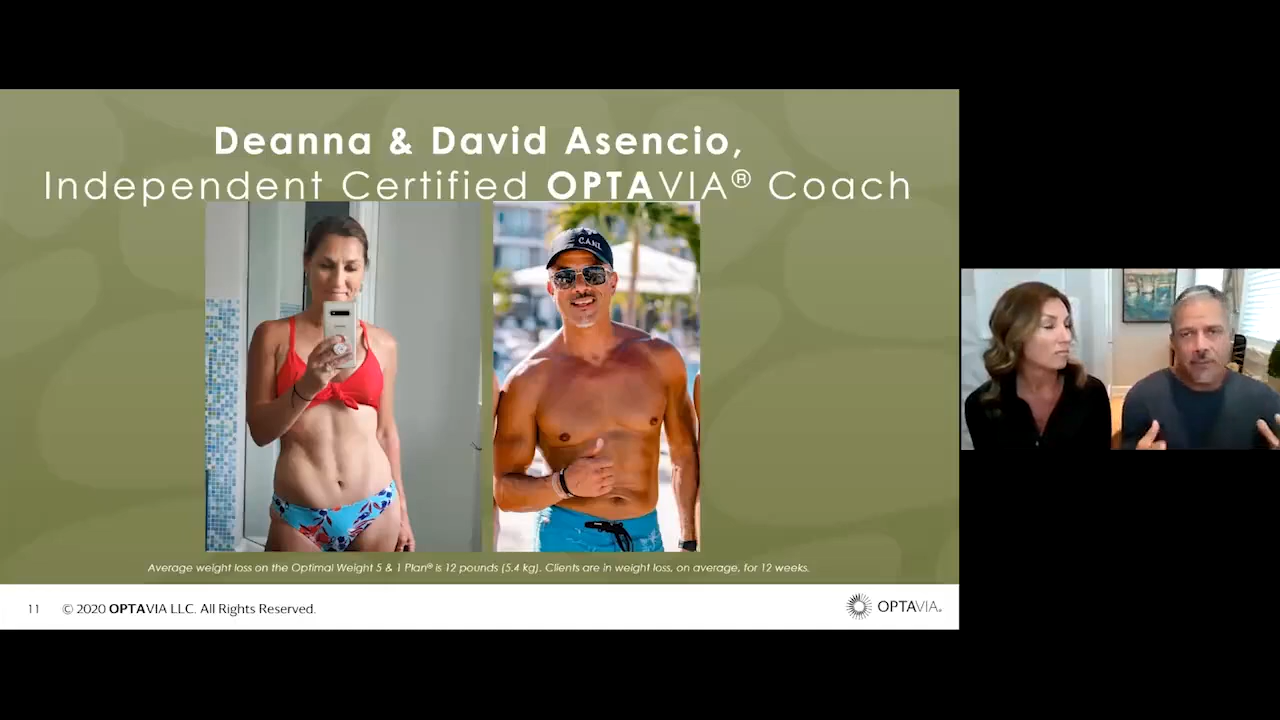 Deanna & David Asencio,
Independent Certified OPTAVIA® Coach
C.A.N.I.
SAMSUNG
Average weight loss on the Optimal Weight 5 & 1 Plan® is 12 pounds (5.4 kg). Clients are in weight loss, on average, for 12 weeks.
11 © 2020 OPTAVIA LLC. All Rights Reserved.
OPTAVIA®